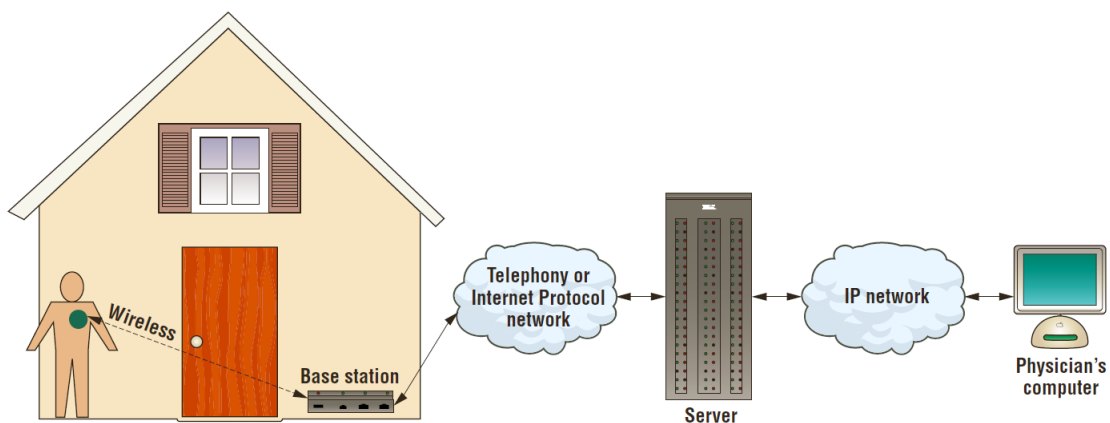 Wireless
Base station
Telephony or
Internet Protocol
network
Server
IP network
Physician's
computer